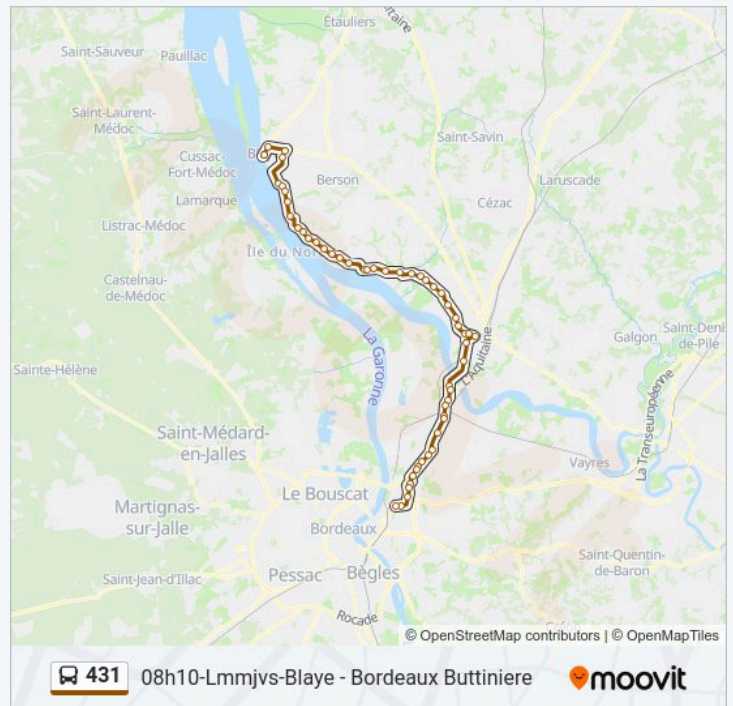 Étauliers
Aquitaine
Saint-Sauveur
Pauillac
Saint-Laurent-
Médoc
Saint-Savin
Cussac-
Fort-Médoc
Berson
Laruscade
Lamarque
Cézac
Listrac-Médoc
Île du Nor
Castelnau-
de-Médoc
La Garonne
L'Aquitaine
Galgon
Saint-Denis-
de-Pile
Sainte-Hélène
La Transeuropéenne
Saint-Médard-
en-Jalles
Vayres
Le Bouscat
Martignas-
sur-Jalle
Bordeaux
Saint-Quentin-
de-Baron
Saint-Jean-d'Illac
Pessac
Bègles
Rocade
© OpenStreetMap contributors | © OpenMapTiles
431 08h10-Lmmjvs-Blaye - Bordeaux Buttiniere
moovit